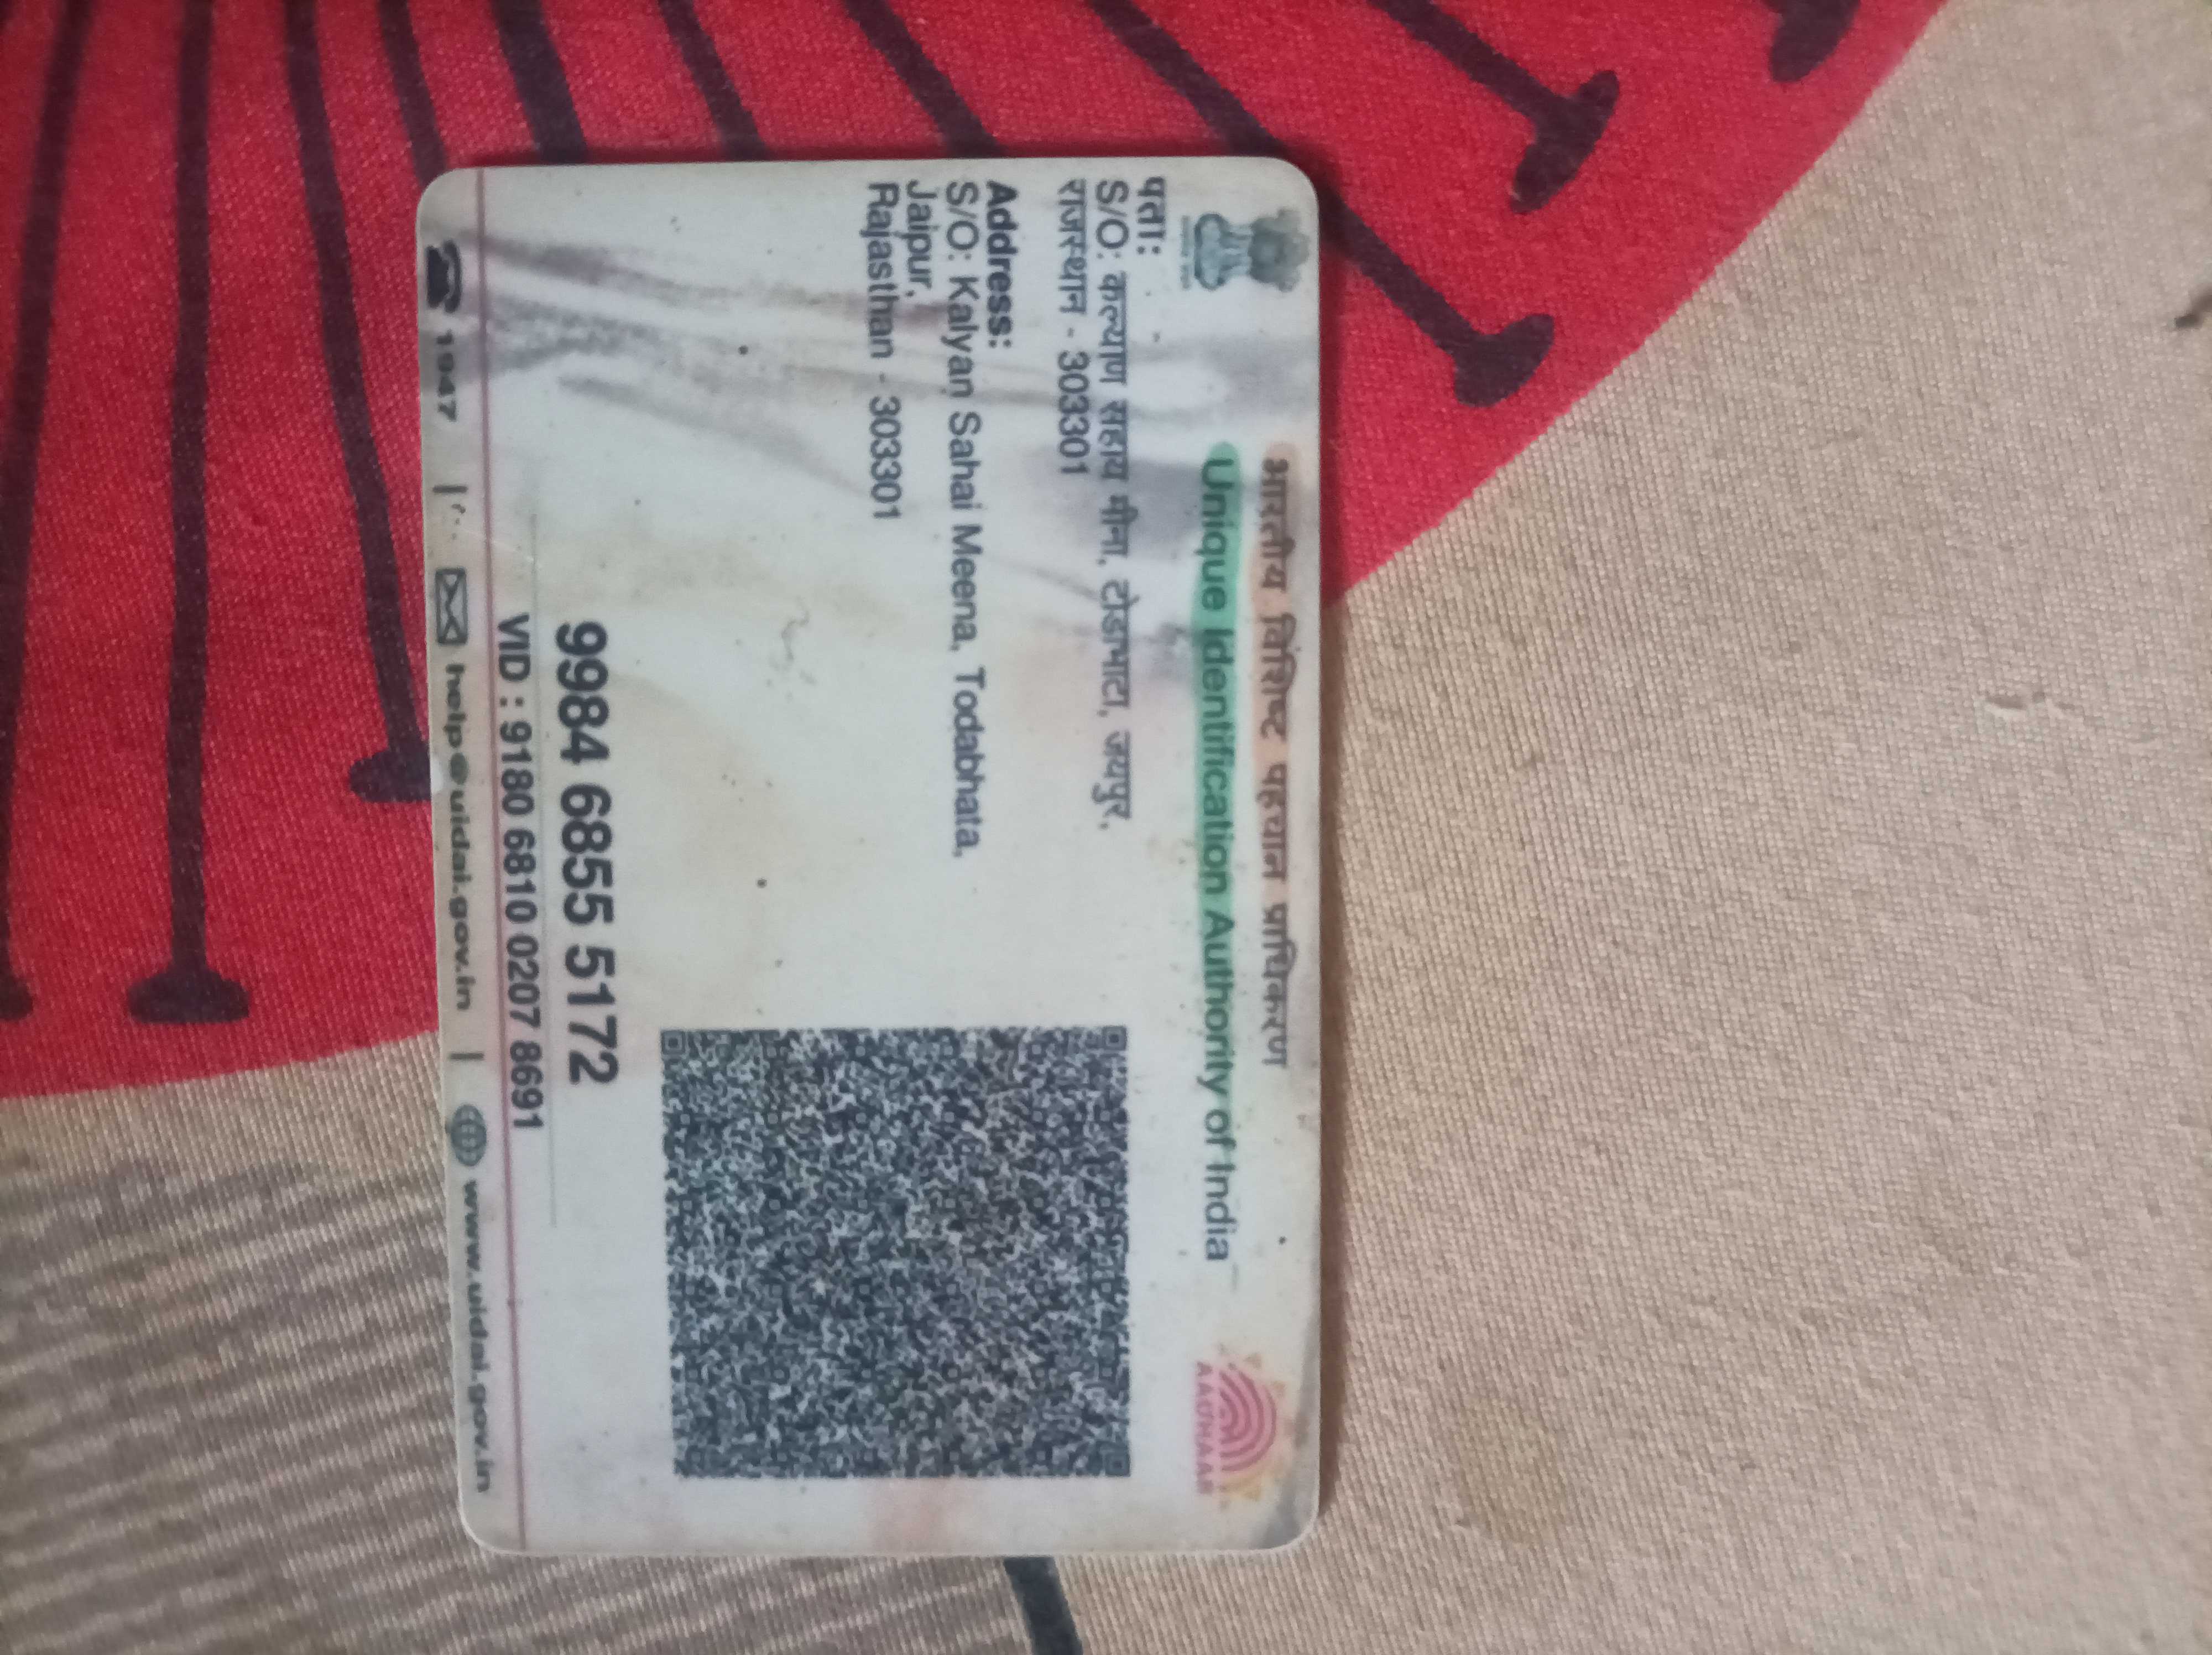 भारतीय विशिष्ट पहचान प्राधिकरण
Unique Identification Authority of India
AADHAAR
पता:
S/O: कल्याण सहाय मीना, टोडाभाटा, जयपुर,
राजस्थान - 303301
Address:
S/O: Kalyan Sahai Meena, Todabhata,
Jaipur,
Rajasthan - 303301
9984 6855 5172
VID : 9180 6810 0207 8691
1947 | help@uidai.gov.in | www.uidai.gov.in